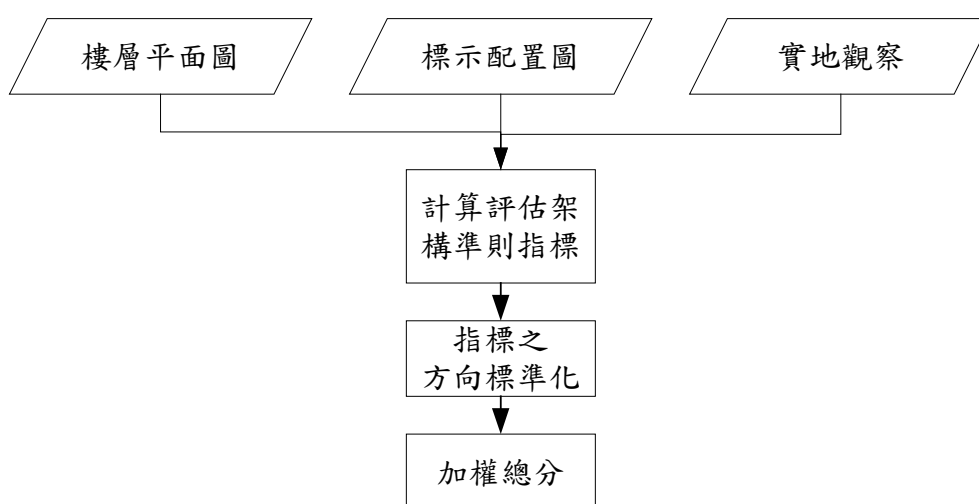 樓層平面圖
標示配置圖
實地觀察
計算評估架
構準則指標
指標之
方向標準化
加權總分